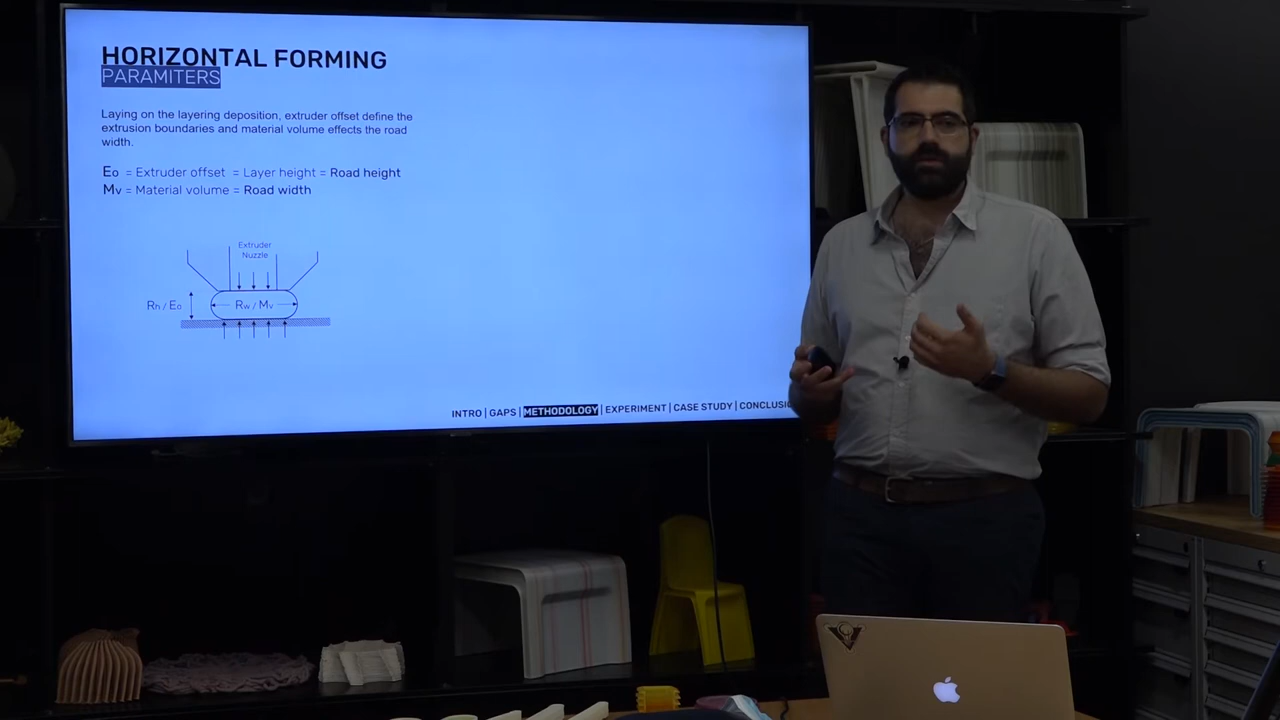 HORIZONTAL FORMING
PARAMITERS
Laying on the layering deposition, extruder offset define the
extrusion boundaries and material volume effects the road
width.
Eo = Extruder offset = Layer height = Road height
Mv = Material volume = Road width
Extruder
Nuzzle
Rh / Eo
Rw / Mv
INTRO | GAPS | METHODOLOGY | EXPERIMENT | CASE STUDY | CONCLUSI